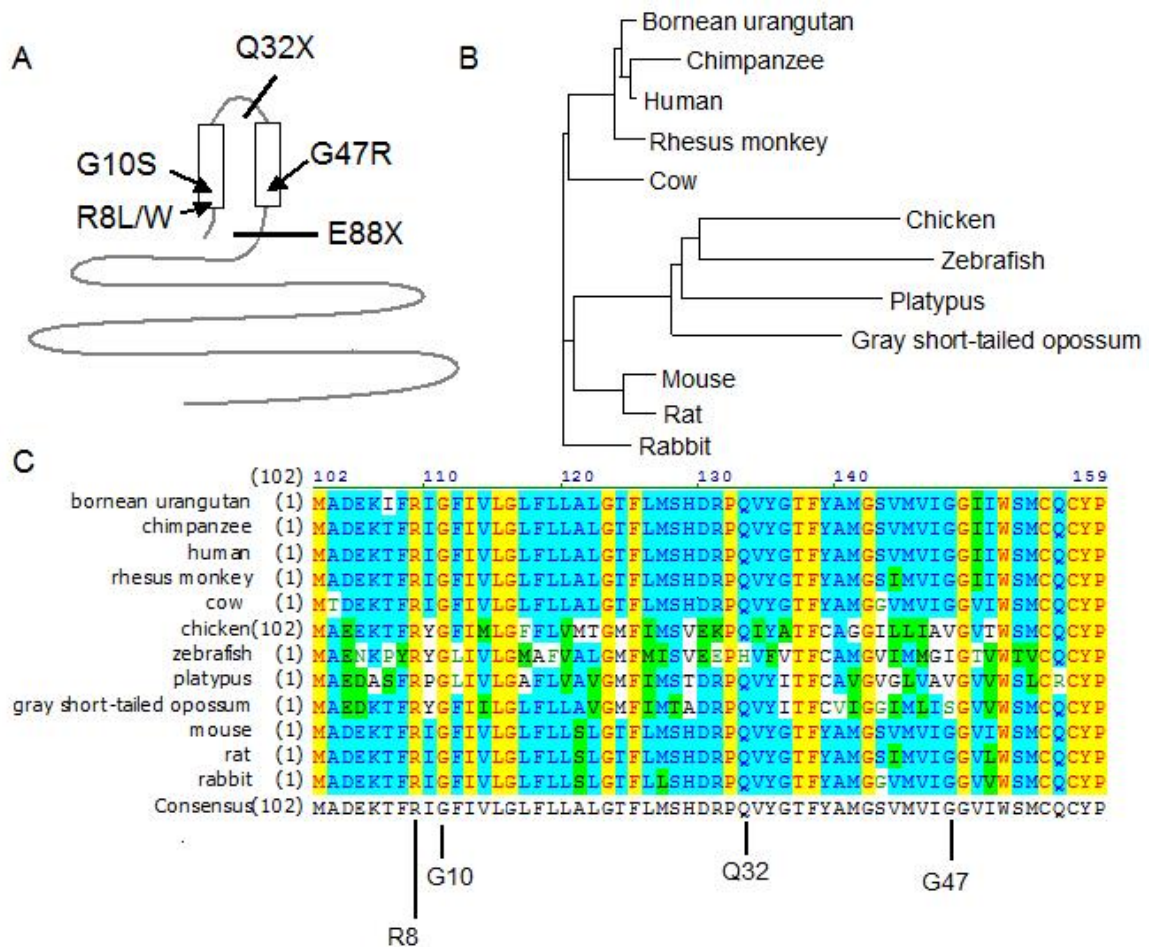 A
Q32X
G10S
G47R
R8L/W
E88X
B
Bornean urangutan
Chimpanzee
Human
Rhesus monkey
Cow
Chicken
Zebrafish
Platypus
Gray short-tailed opossum
Mouse
Rat
Rabbit
C
(102) 102 110 120 130 140 159
bornean urangutan (1) MADEKIFRIGFIVLGLFLLALGTFLMSHDRPQVYGTFYAMGSVMVIGGIIWSMCQCYP
chimpanzee (1) MADEKTFRIGFIVLGLFLLALGTFLMSHDRPQVYGTFYAMGSVMVIGGIIWSMCQCYP
human (1) MADEKTFRIGFIVLGLFLLALGTFLMSHDRPQVYGTFYAMGSVMVIGGIIWSMCQCYP
rhesus monkey (1) MADEKTFRIGFIVLGLFLLALGTFLMSHDRPQVYGTFYAMGSIMVIGGIIWSMCQCYP
cow (1) MTDEKTFRIGFIVLGLFLLALGTFLMSHDRPQVYGTFYAMGGVMVIGGVIWSMCQCYP
chicken(102) MAEEKTFRYGFIMLGFFLVMTGMFIMSVEKPQIYATFCAGGILLIAVGVTWSMCQCYP
zebrafish (1) MAENKPYRYGLIVLGMAFVALGMFMISVEEPHVFVTFCAMGVIMMGIGTVWTVCQCYP
platypus (1) MAEDASFRPGLIVLGAFLVAVGMFIMSTDRPQVYITFCAVGVGLVAVGVVWSLCRCYP
gray short-tailed opossum (1) MAEDKTFRYGFIILGLFLLAVGMFIMTADRPQVYITFCVIGGIMLISGVVWSMCQCYP
mouse (1) MADEKTFRIGFIVLGLFLLSLGTFLMSHDRPQVYGTFYAMGSVMVIGGVIWSMCQCYP
rat (1) MADEKTFRIGFIVLGLFLLSLGTFLMSHDRPQVYGTFYAMGSIMVIGGVLWSMCQCYP
rabbit (1) MADEKTFRIGFIVLGLFLLSLGTFLLSHDRPQVYGTFYAMGGVMVIGGVVWSMCQCYP
Consensus(102) MADEKTFRIGFIVLGLFLLALGTFLMSHDRPQVYGTFYAMGSVMVIGGVIWSMCQCYP
G10
Q32
G47
R8